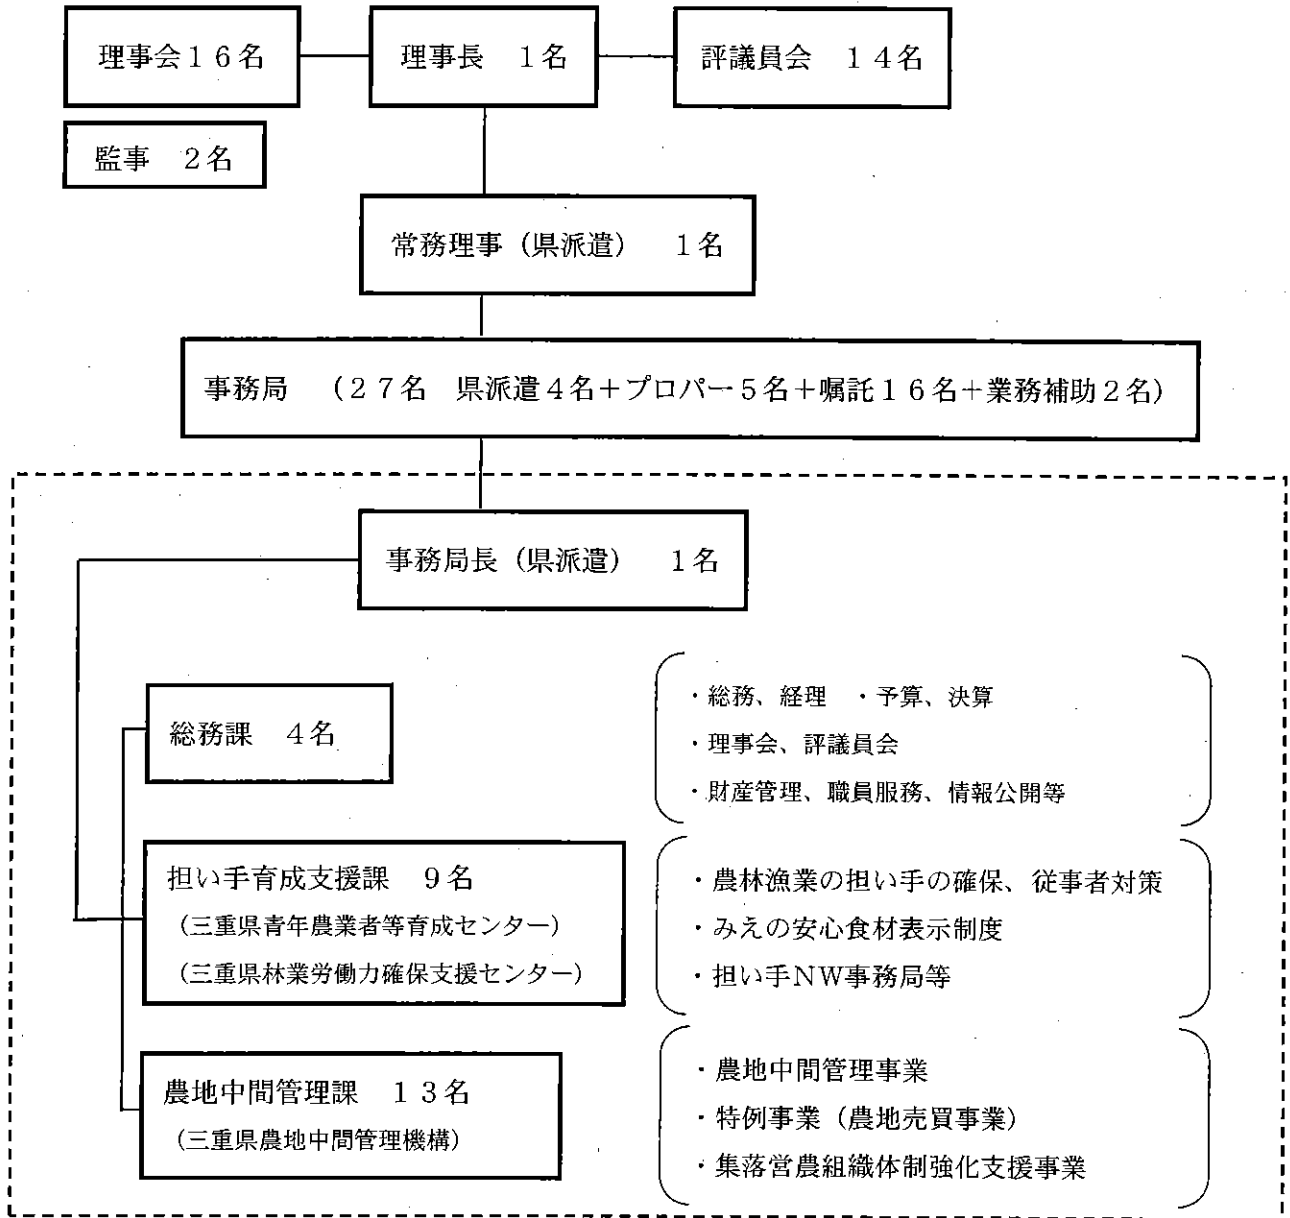 理事会16名
理事長 1名
評議員会 14名
監事 2名
常務理事(県派遣) 1名
事務局 (27名 県派遣4名+プロパー5名+嘱託16名+業務補助2名)
事務局長(県派遣) 1名
総務課 4名
・総務、経理 ・予算、決算
・理事会、評議員会
・財産管理、職員服務、情報公開等
担い手育成支援課 9名
(三重県青年農業者等育成センター)
(三重県林業労働力確保支援センター)
・農林漁業の担い手の確保、従事者対策
・みえの安心食材表示制度
・担い手NW事務局等
農地中間管理課 13名
(三重県農地中間管理機構)
・農地中間管理事業
・特例事業(農地売買事業)
・集落営農組織体制強化支援事業